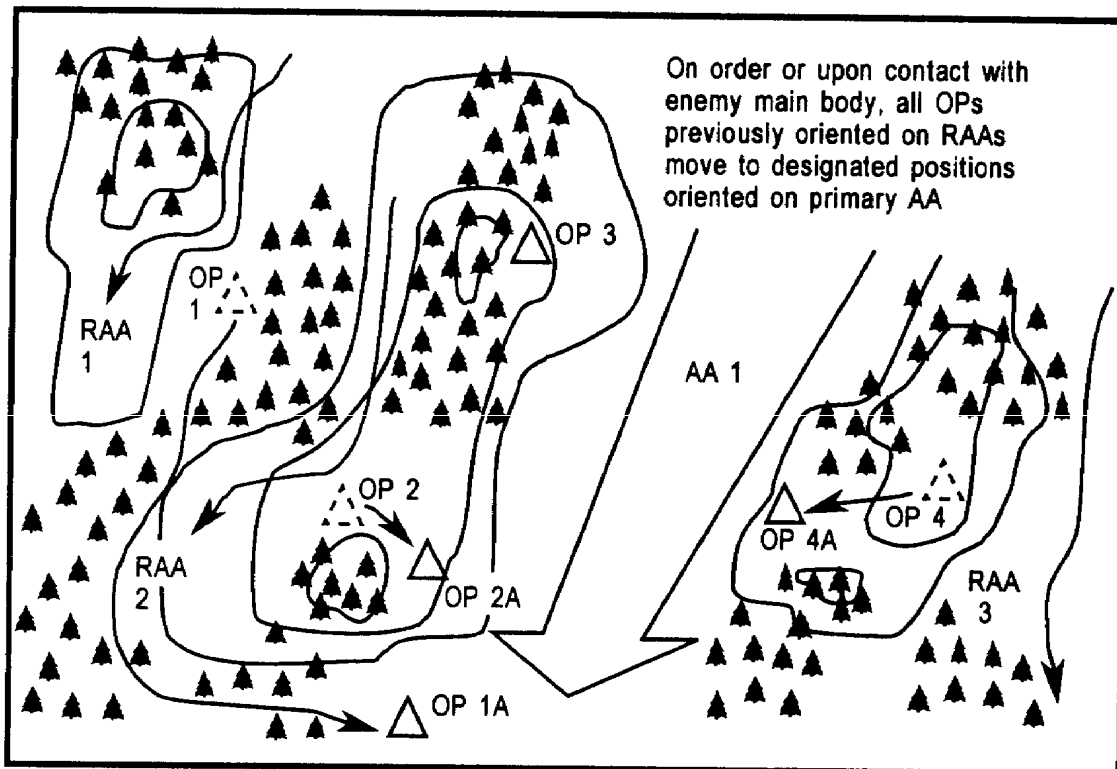 On order or upon contact with
enemy main body, all OPs
previously oriented on RAAs
move to designated positions
oriented on primary AA
OP 3
OP
1
RAA
1
AA 1
OP 2
OP 4
OP 4A
RAA
2
OP 2A
RAA
3
OP 1A